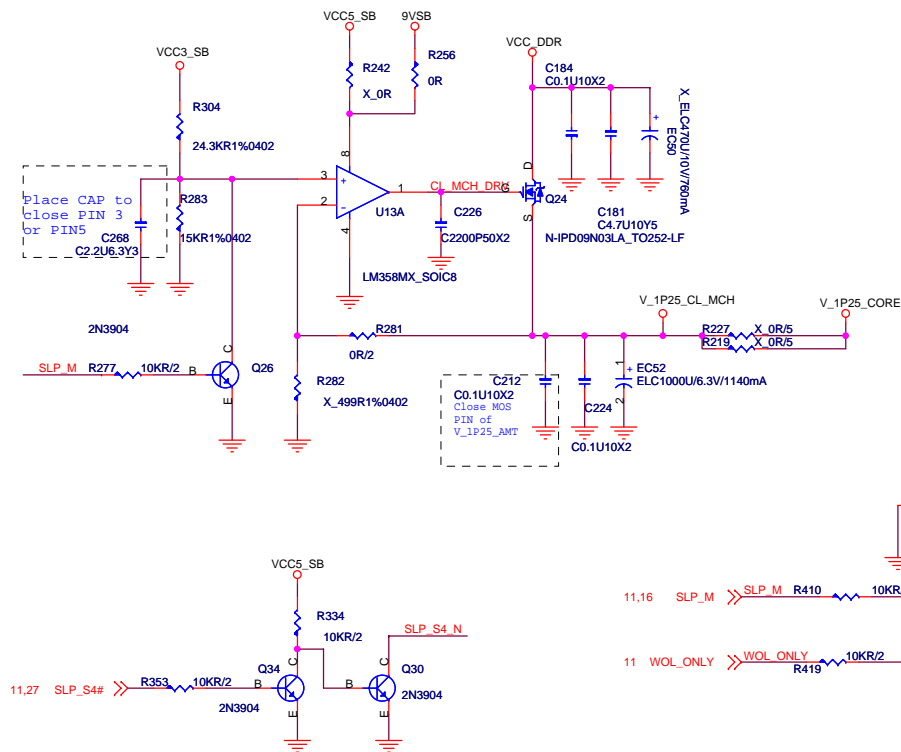 VCC5_SB
9VSB
VCC_DDR
VCC3_SB
R242
X_0R
R256
0R
C184
C0.1U10X2
R304
24.3KR1%0402
X_ELC470U/10V/760mA
EC50
8
3
+
1
CL_MCH_DRV
G
D
Q24
S
2
−
U13A
4
C226
C2200P50X2
C181
C4.7U10Y5
N-IPD09N03LA_TO252-LF
LM358MX_SOIC8
Place CAP to
close PIN 3
or PIN5
C268
C2.2U6.3Y3
R283
15KR1%0402
V_1P25_CL_MCH
V_1P25_CORE
R281
0R/2
R227
X_0R/5
R219
X_0R/5
2N3904
SLP_M
R277
10KR/2
B
C
E
Q26
R282
X_499R1%0402
C212
C0.1U10X2
Close MOS
PIN of
V_1P25_AMT
C224
C0.1U10X2
1
+
EC52
ELC1000U/6.3V/1140mA
2
VCC5_SB
R334
10KR/2
SLP_S4_N
11,27
SLP_S4#
R353
10KR/2
B
C
E
Q34
2N3904
B
C
E
Q30
2N3904
11,16
SLP_M
SLP_M
R410
10KR/
11
WOL_ONLY
WOL_ONLY
R419
10KR/2